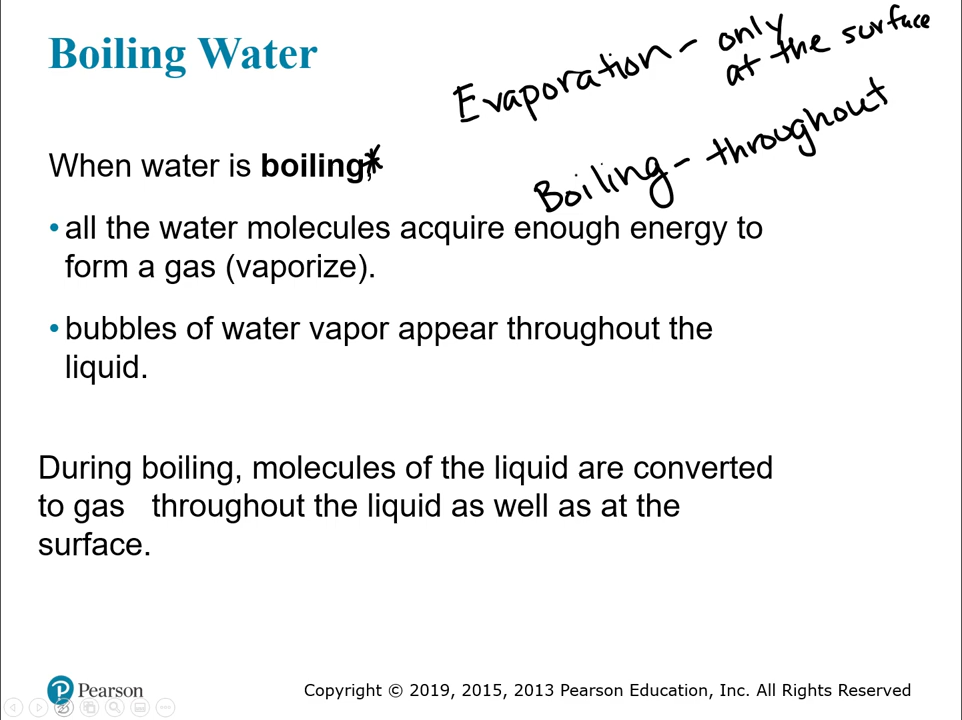 Boiling Water
Evaporation - only
at the surface
Boiling - throughout
When water is boiling,*
• all the water molecules acquire enough energy to
form a gas (vaporize).
• bubbles of water vapor appear throughout the
liquid.
During boiling, molecules of the liquid are converted
to gas throughout the liquid as well as at the
surface.
Pearson
Copyright © 2019, 2015, 2013 Pearson Education, Inc. All Rights Reserved